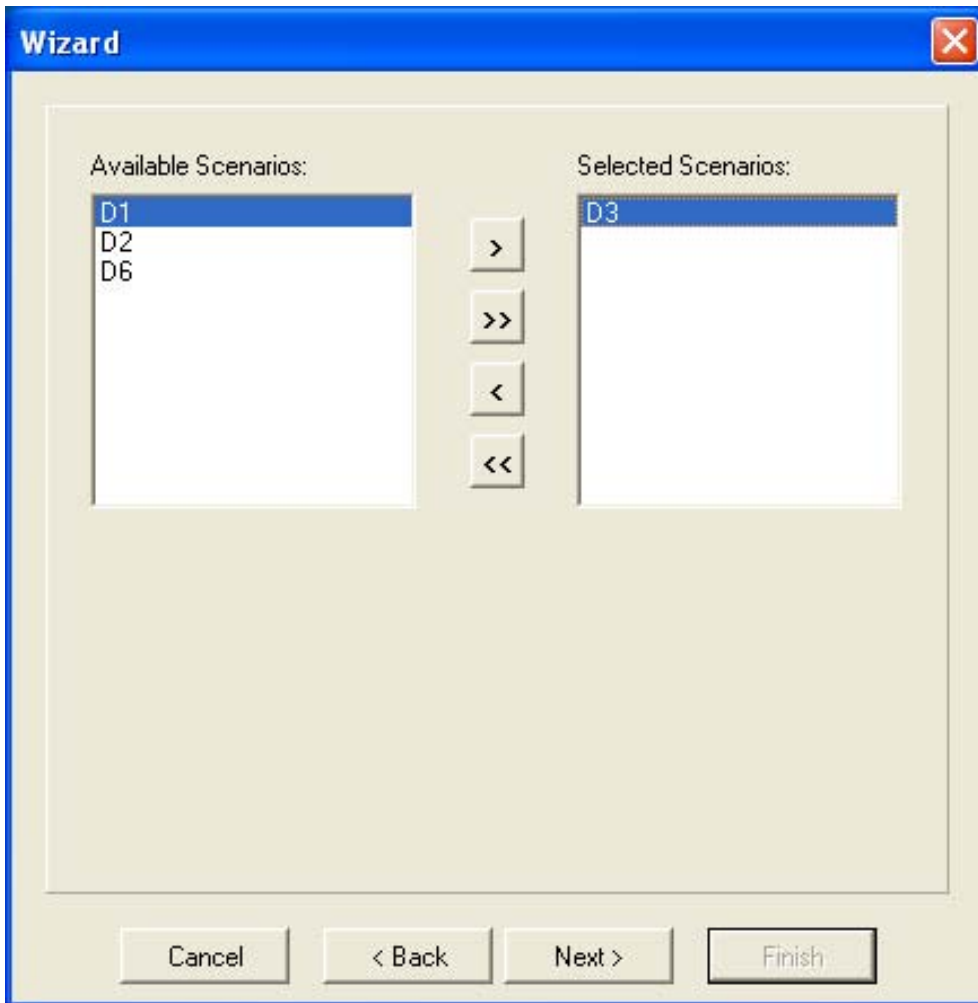 Wizard
Available Scenarios:
D1
D2
D6
>
>>
<
<<
Selected Scenarios:
D3
Cancel
< Back
Next >
Finish